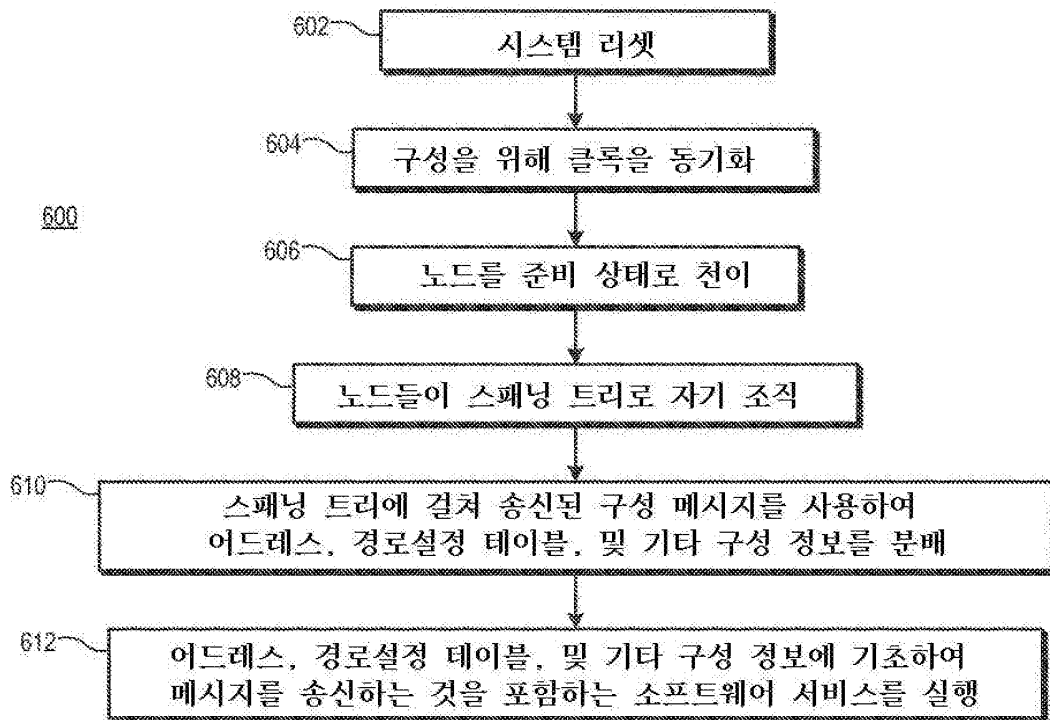 602
시스템 리셋
604
구성을 위해 클록을 동기화
600
606
노드를 준비 상태로 천이
608
노드들이 스패닝 트리로 자기 조직
610
스패닝 트리에 걸쳐 송신된 구성 메시지를 사용하여
어드레스, 경로설정 테이블, 및 기타 구성 정보를 분배
612
어드레스, 경로설정 테이블, 및 기타 구성 정보에 기초하여
메시지를 송신하는 것을 포함하는 소프트웨어 서비스를 실행